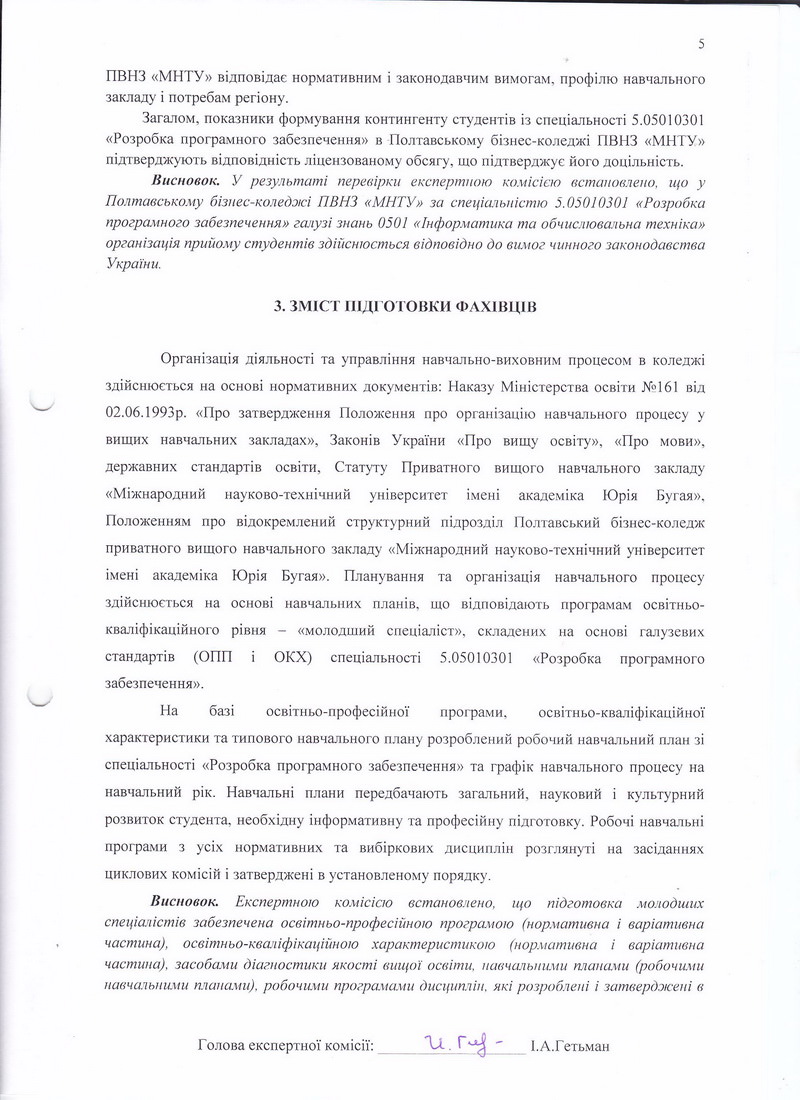 5
ПВНЗ «МНТУ» відповідає нормативним і законодавчим вимогам, профілю навчального
закладу і потребам регіону.
Загалом, показники формування контингенту студентів із спеціальності 5.05010301
«Розробка програмного забезпечення» в Полтавському бізнес-коледжі ПВНЗ «МНТУ»
підтверджують відповідність ліцензованому обсягу, що підтверджує його доцільність.
Висновок. У результаті перевірки експертною комісією встановлено, що у
Полтавському бізнес-коледжі ПВНЗ «МНТУ» за спеціальністю 5.05010301 «Розробка
програмного забезпечення» галузі знань 0501 «Інформатика та обчислювальна техніка»
організація прийому студентів здійснюється відповідно до вимог чинного законодавства
України.
3. ЗМІСТ ПІДГОТОВКИ ФАХІВЦІВ
Організація діяльності та управління навчально-виховним процесом в коледжі
здійснюється на основі нормативних документів: Наказу Міністерства освіти №161 від
02.06.1993р. «Про затвердження Положення про організацію навчального процесу у
вищих навчальних закладах», Законів України «Про вищу освіту», «Про мови»,
державних стандартів освіти, Статуту Приватного вищого навчального закладу
«Міжнародний науково-технічний університет імені академіка Юрія Бугая»,
Положенням про відокремлений структурний підрозділ Полтавський бізнес-коледж
приватного вищого навчального закладу «Міжнародний науково-технічний університет
імені академіка Юрія Бугая». Планування та організація навчального процесу
здійснюється на основі навчальних планів, що відповідають програмам освітньо-
кваліфікаційного рівня – «молодший спеціаліст», складених на основі галузевих
стандартів (ОПП і ОКХ) спеціальності 5.05010301 «Розробка програмного
забезпечення».
На базі освітньо-професійної програми, освітньо-кваліфікаційної
характеристики та типового навчального плану розроблений робочий навчальний план зі
спеціальності «Розробка програмного забезпечення» та графік навчального процесу на
навчальний рік. Навчальні плани передбачають загальний, науковий і культурний
розвиток студента, необхідну інформативну та професійну підготовку. Робочі навчальні
програми з усіх нормативних та вибіркових дисциплін розглянуті на засіданнях
циклових комісій і затверджені в установленому порядку.
Висновок. Експертною комісією встановлено, що підготовка молодших
спеціалістів забезпечена освітньо-професійною програмою (нормативна і варіативна
частина), освітньо-кваліфікаційною характеристикою (нормативна і варіативна
частина), засобами діагностики якості вищої освіти, навчальними планами (робочими
навчальними планами), робочими програмами дисциплін, які розроблені і затверджені в
Голова експертної комісії: І.А.Гетьман